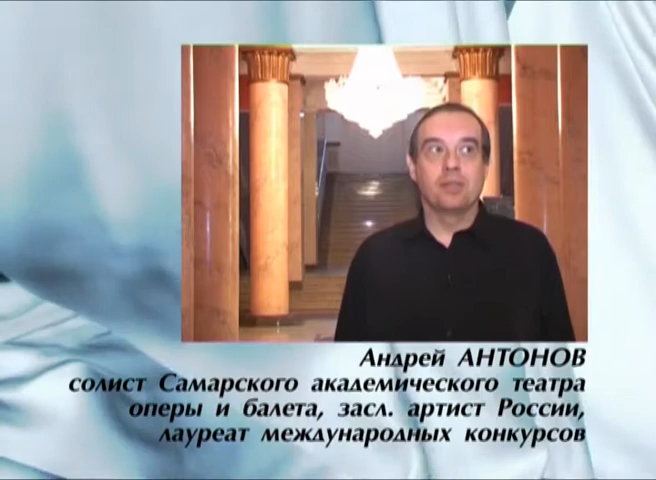 Андрей АНТОНОВ
солист Самарского академического театра
оперы и балета, засл. артист России,
лауреат международных конкурсов